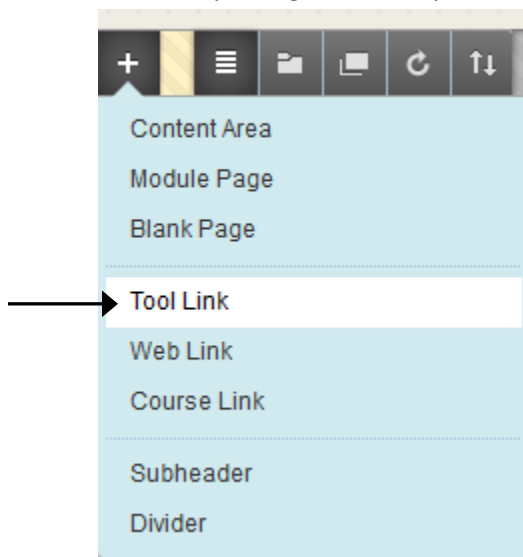 Content Area
Module Page
Blank Page
Tool Link
Web Link
Course Link
Subheader
Divider